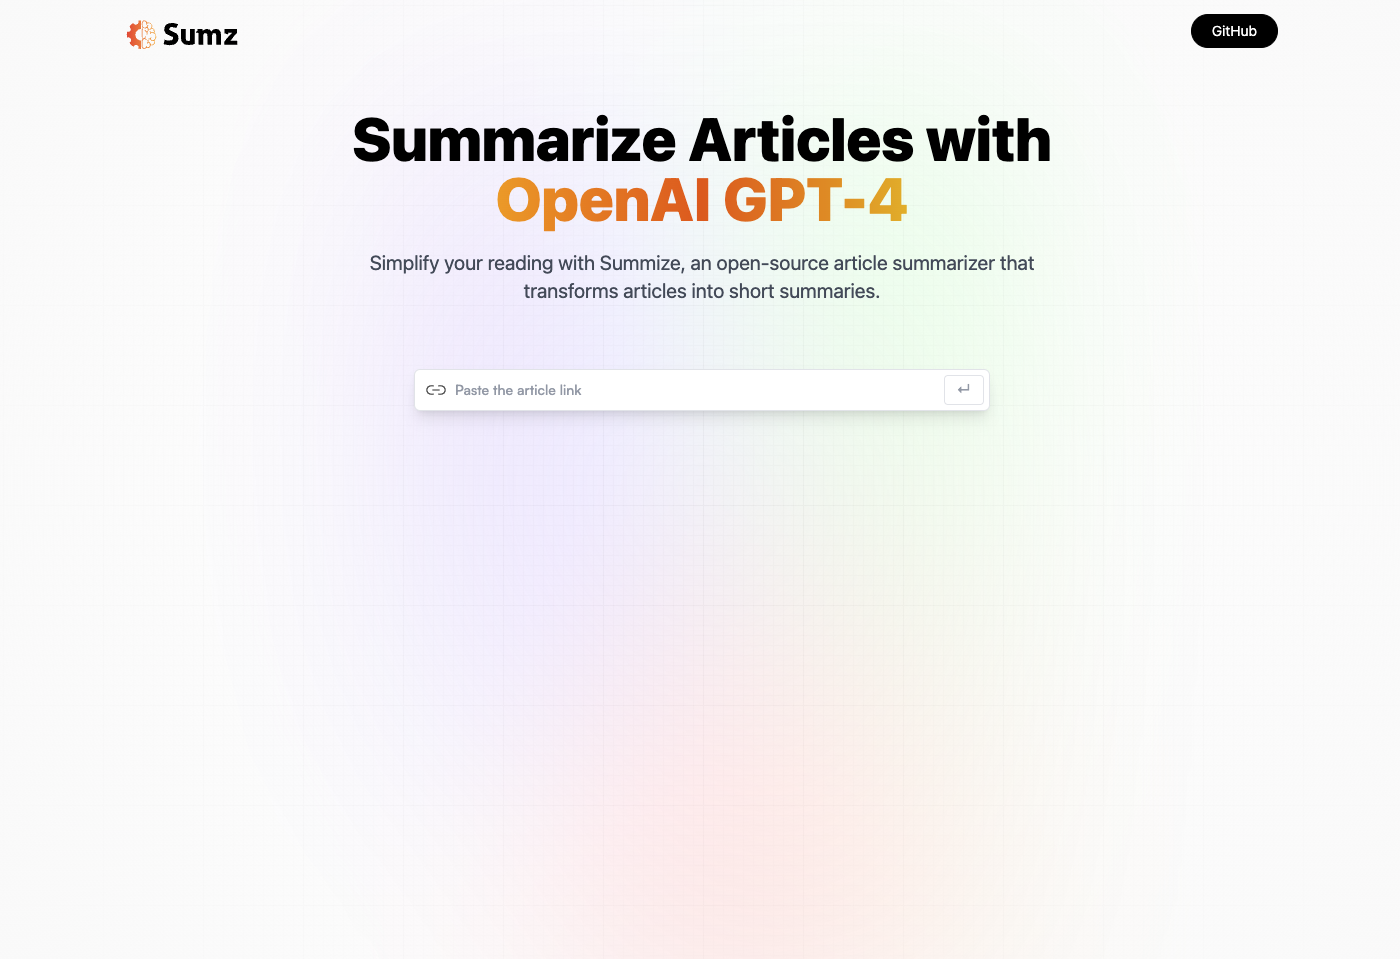 Sumz
GitHub
Summarize Articles with
OpenAI GPT-4
Simplify your reading with Summize, an open-source article summarizer that
transforms articles into short summaries.
Paste the article link